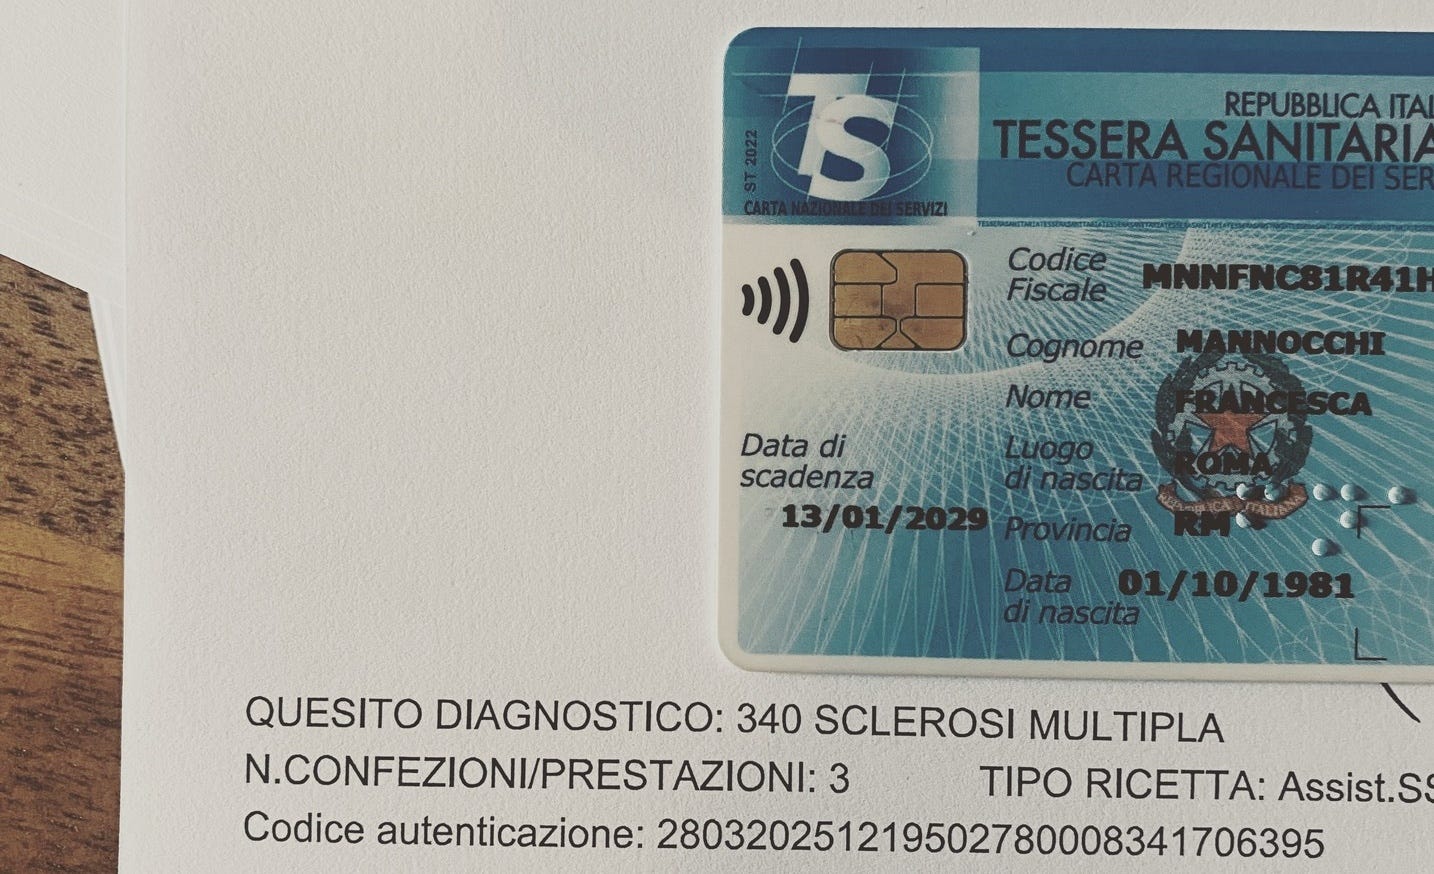 TS
ST 2022
CARTA NAZIONALE DEI SERVIZI
REPUBBLICA ITAL
TESSERA SANITARIA
CARTA REGIONALE DEI SER
Codice Fiscale MNNFNC81R41H
Cognome MANNOCCHI
Nome FRANCESCA
Luogo di nascita ROMA
Provincia RM
Data di nascita 01/10/1981
Data di scadenza
13/01/2029
REPUBBLICA ITALIANA
QUESITO DIAGNOSTICO: 340 SCLEROSI MULTIPLA
N.CONFEZIONI/PRESTAZIONI: 3 TIPO RICETTA: Assist.SS
Codice autenticazione: 280320251219502780008341706395